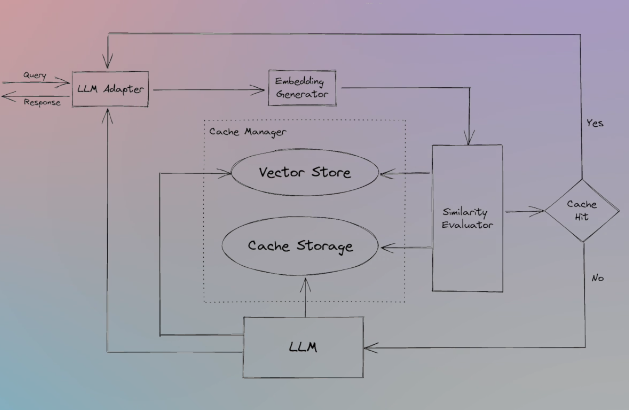 Query
Response
LLM Adapter
Embedding
Generator
Cache Manager
Vector Store
Cache Storage
Similarity
Evaluator
Yes
Cache
Hit
No
LLM